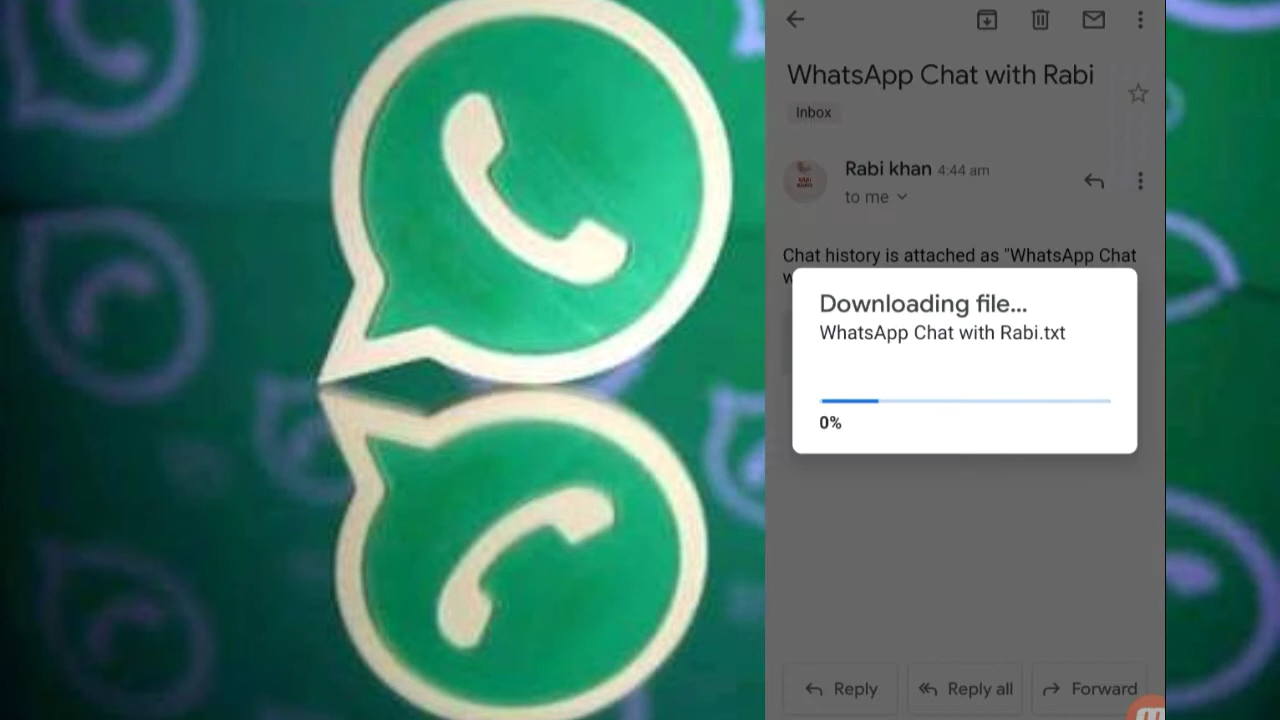 WhatsApp Chat with Rabi
Inbox
Rabi khan 4:44 am
to me
Chat history is attached as "WhatsApp Chat
Downloading file...
WhatsApp Chat with Rabi.txt
0%
Reply
Reply all
Forward